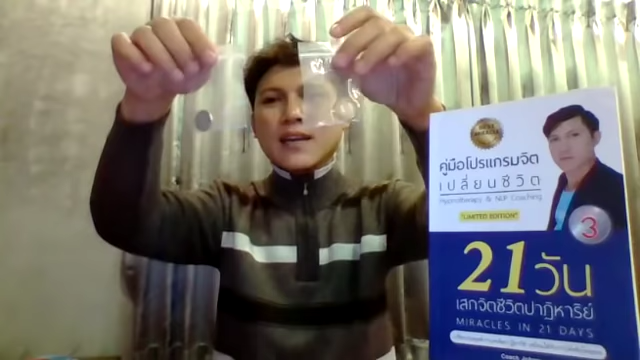 คู่มือโปรแกรมจิต
เปลี่ยนชีวิต
Hypnotherapy & NLP Coaching
"LIMITED EDITION"
3
21 วัน
เสกจิตชีวิตปาฏิหาริย์
MIRACLES IN 21 DAYS
Coach